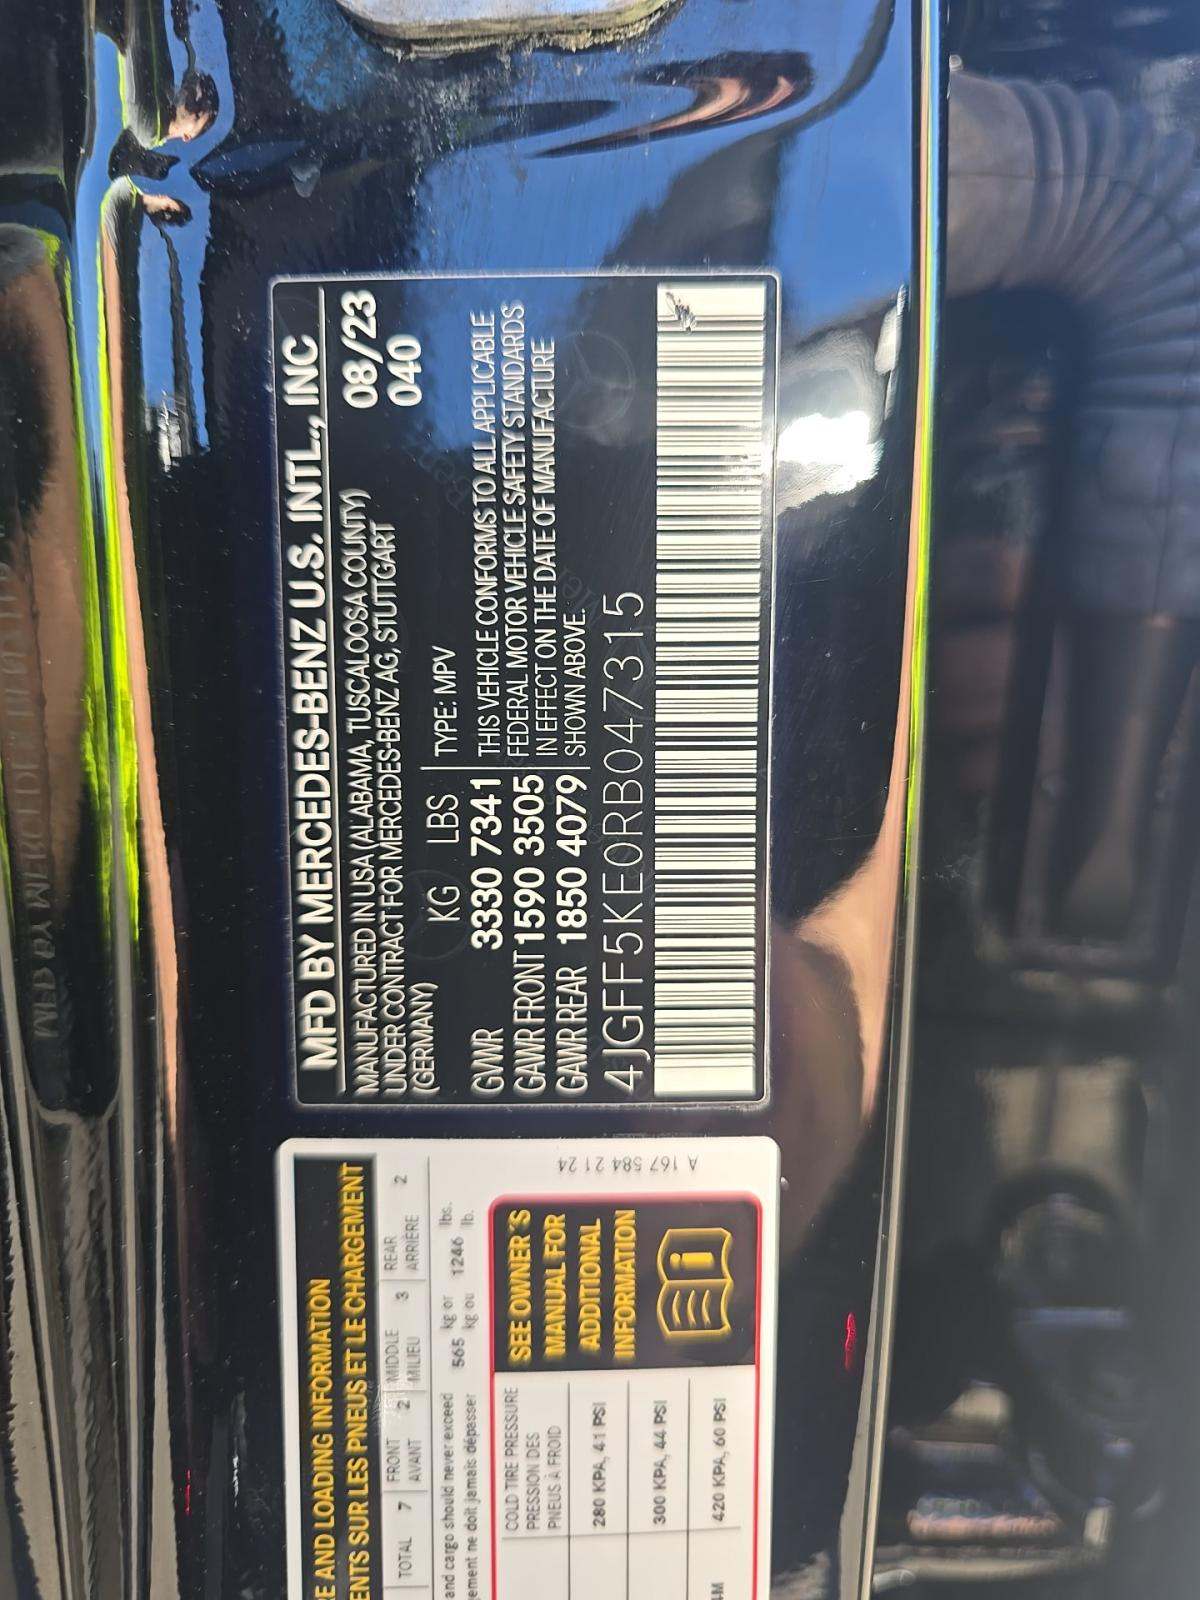 MFD BY MERCEDES-BENZ U.S. INTL., INC
MANUFACTURED IN USA (ALABAMA, TUSCALOOSA COUNTY) 08/23
UNDER CONTRACT FOR MERCEDES-BENZ AG, STUTTGART 040
(GERMANY)
KG LBS TYPE: MPV
GVWR 3330 7341 THIS VEHICLE CONFORMS TO ALL APPLICABLE
GAWR FRONT 1590 3505 FEDERAL MOTOR VEHICLE SAFETY STANDARDS
GAWR REAR 1850 4079 IN EFFECT ON THE DATE OF MANUFACTURE
SHOWN ABOVE.
4JGFF5KE0RB047315
AND LOADING INFORMATION
SUR LES PNEUS ET LE CHARGEMENT
TOTAL 7 FRONT 2 MIDDLE 3 REAR 2
AVANT MILIEU ARRIÈRE
and cargo should never exceed 565 kg or 1246 lbs.
ne doit jamais dépasser kg ou lb.
COLD TIRE PRESSURE
PRESSION DES
PNEUS À FROID
280 KPA, 41 PSI
300 KPA, 44 PSI
420 KPA, 60 PSI
SEE OWNER'S
MANUAL FOR
ADDITIONAL
INFORMATION
A 167 584 21 24